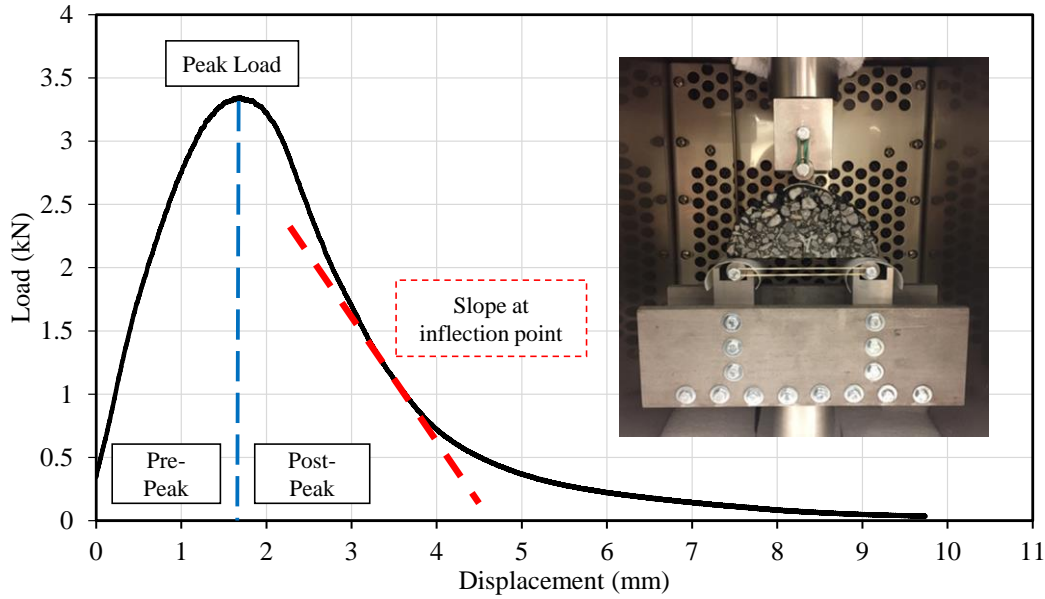 4
3.5
3
2.5
2
1.5
1
0.5
0
Load (kN)
Peak Load
Slope at
inflection point
Pre-
Peak
Post-
Peak
0 1 2 3 4 5 6 7 8 9 10 11
Displacement (mm)